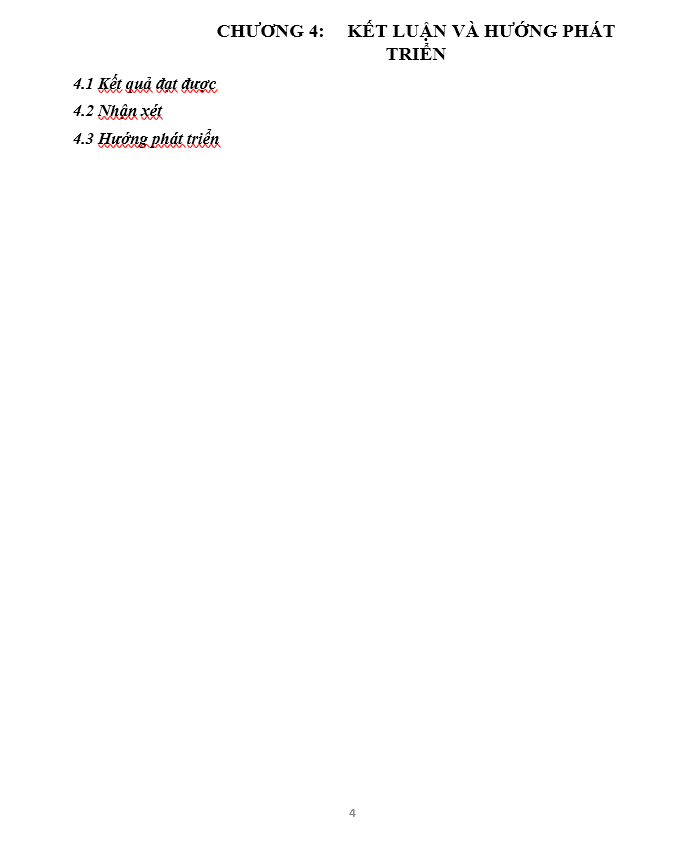 CHƯƠNG 4: KẾT LUẬN VÀ HƯỚNG PHÁT
TRIỂN
4.1 Kết quả đạt được
4.2 Nhận xét
4.3 Hướng phát triển
4